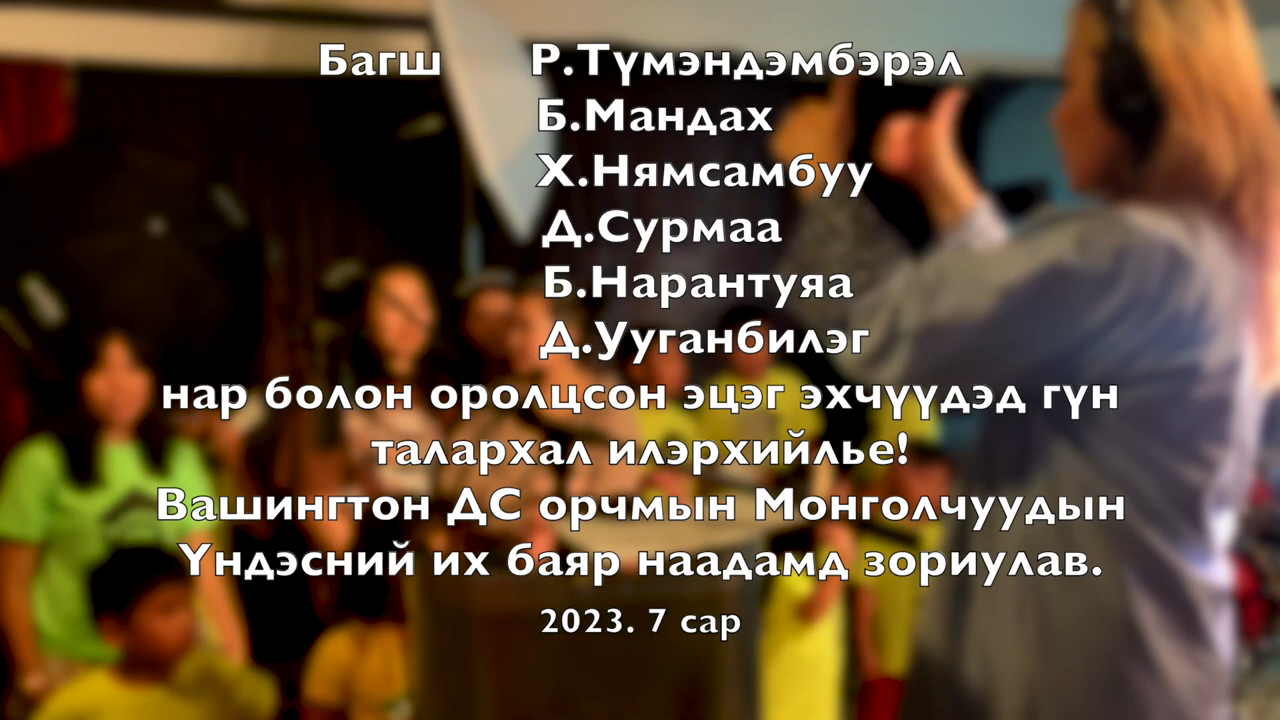 Багш Р.Түмэндэмбэрэл
Б.Мандах
Х.Нямсамбуу
Д.Сурмаа
Б.Нарантуяа
Д.Ууганбилэг
нар болон оролцсон эцэг эхчүүдэд гүн
талархал илэрхийлье!
Вашингтон ДС орчмын Монголчуудын
Үндэсний их баяр наадамд зориулав.
2023. 7 сар